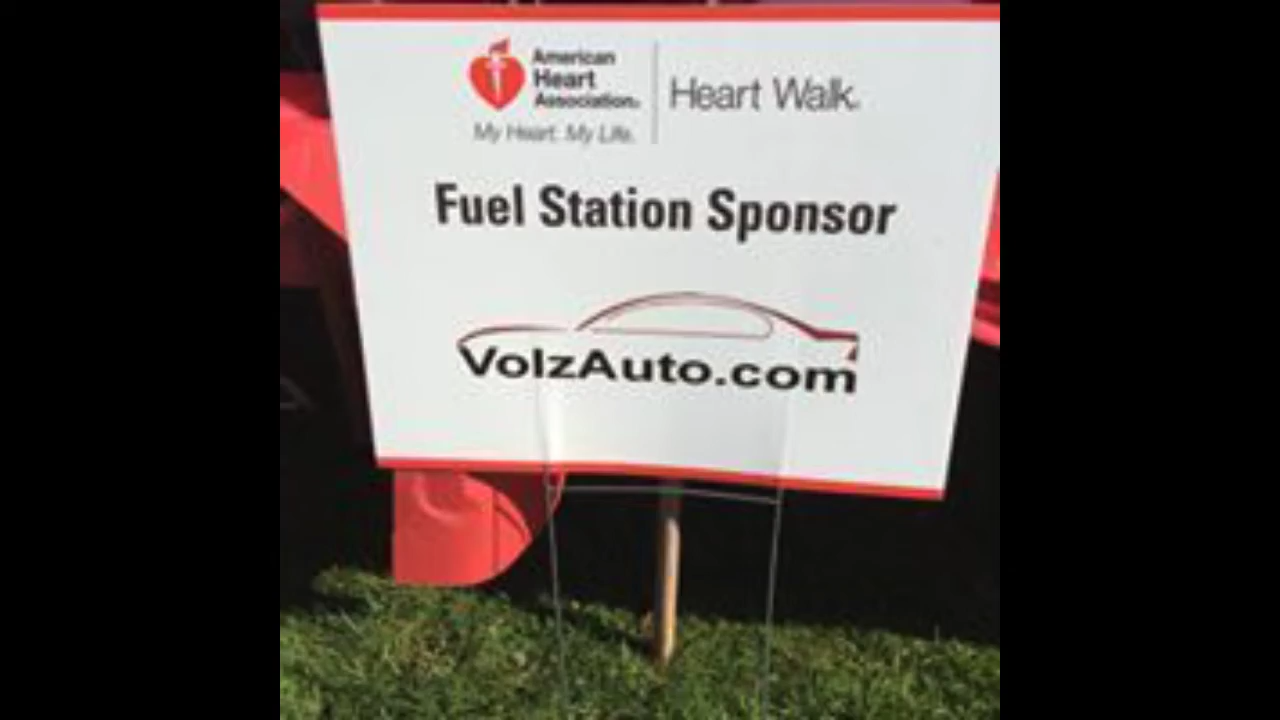 American
Heart
Association®
My Heart. My Life.
Heart Walk®
Fuel Station Sponsor
VolzAuto.com